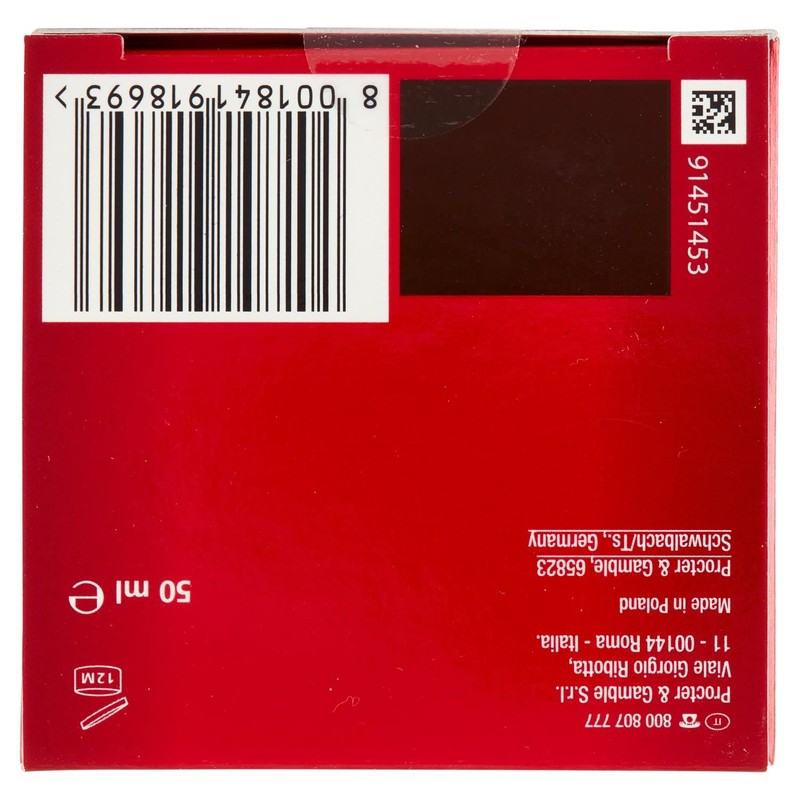 IT 800 807 777
Procter & Gamble S.r.l.
Viale Giorgio Ribotta,
11 - 00144 Roma - Italia.
Made in Poland
Procter & Gamble, 65823
Schwalbach/Ts., Germany
12M
50 ml ℮
91451453
8 001841 918693 >